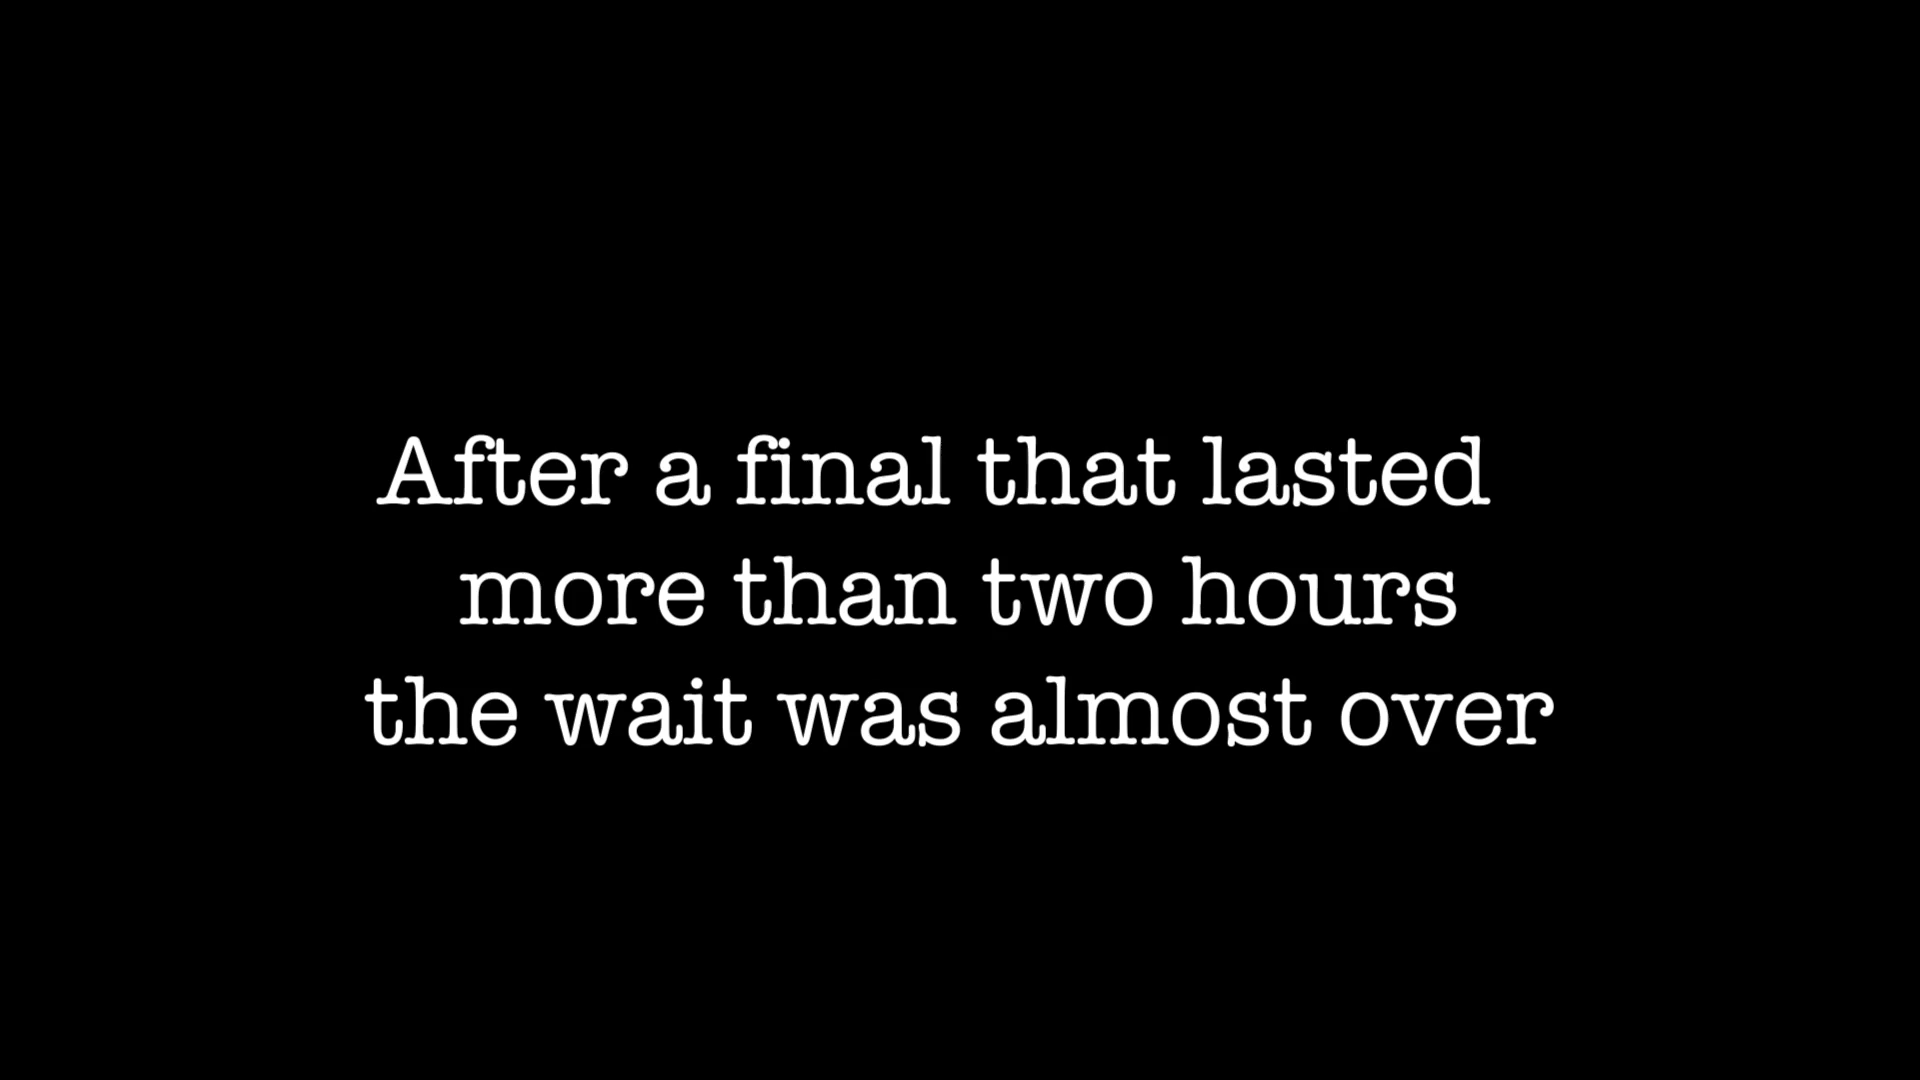 After a final that lasted
more than two hours
the wait was almost over